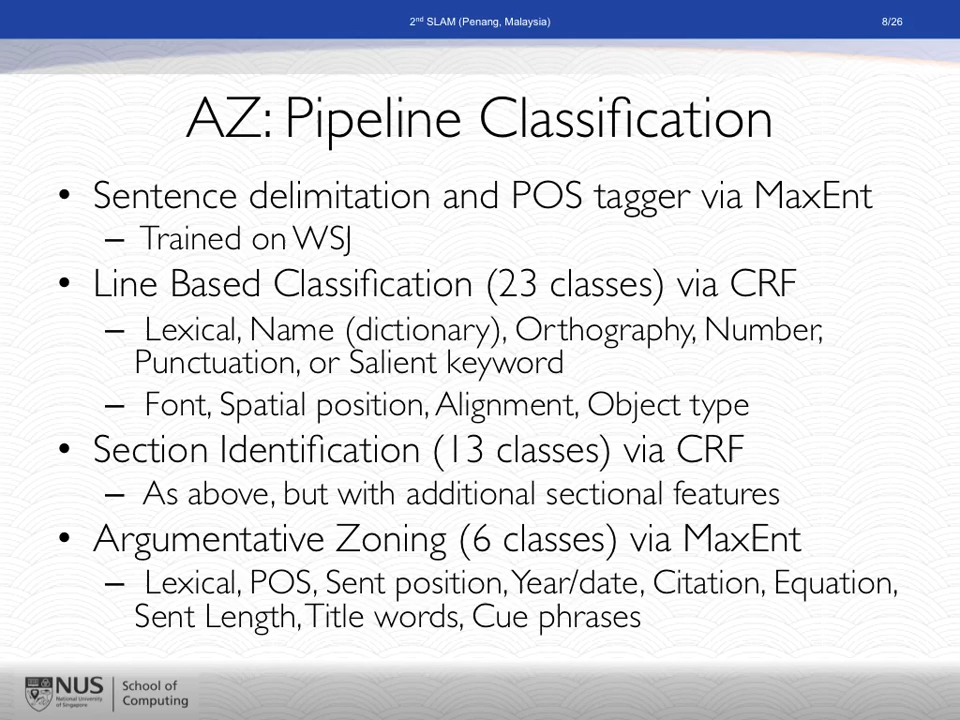 2nd SLAM (Penang, Malaysia)
8/26
AZ: Pipeline Classification
• Sentence delimitation and POS tagger via MaxEnt
– Trained on WSJ
• Line Based Classification (23 classes) via CRF
– Lexical, Name (dictionary), Orthography, Number,
Punctuation, or Salient keyword
– Font, Spatial position, Alignment, Object type
• Section Identification (13 classes) via CRF
– As above, but with additional sectional features
• Argumentative Zoning (6 classes) via MaxEnt
– Lexical, POS, Sent position, Year/date, Citation, Equation,
Sent Length, Title words, Cue phrases
NUS
National University
of Singapore
School of
Computing